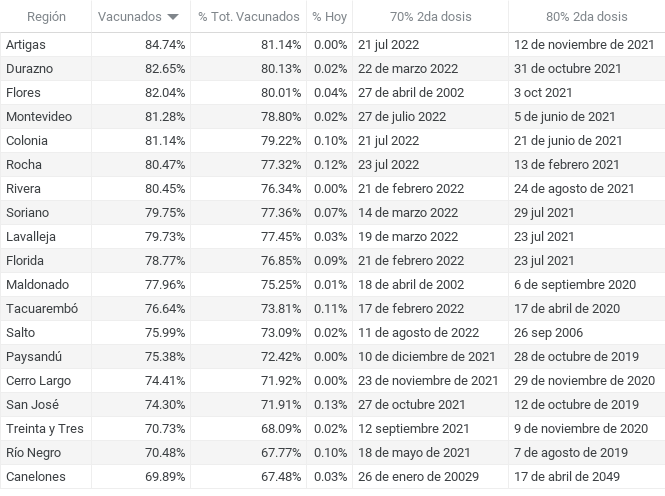 Región Vacunados % Tot. Vacunados % Hoy 70% 2da dosis 80% 2da dosis
Artigas 84.74% 81.14% 0.00% 21 jul 2022 12 de noviembre de 2021
Durazno 82.65% 80.13% 0.02% 22 de marzo 2022 31 de octubre 2021
Flores 82.04% 80.01% 0.04% 27 de abril de 2002 3 oct 2021
Montevideo 81.28% 78.80% 0.02% 27 de julio 2022 5 de junio de 2021
Colonia 81.14% 79.22% 0.10% 21 jul 2022 21 de junio de 2021
Rocha 80.47% 77.32% 0.12% 23 jul 2022 13 de febrero 2021
Rivera 80.45% 76.34% 0.00% 21 de febrero 2022 24 de agosto de 2021
Soriano 79.75% 77.36% 0.07% 14 de marzo 2022 29 jul 2021
Lavalleja 79.73% 77.45% 0.03% 19 de marzo 2022 23 jul 2021
Florida 78.77% 76.85% 0.09% 21 de febrero 2022 23 jul 2021
Maldonado 77.96% 75.25% 0.01% 18 de abril de 2002 6 de septiembre 2020
Tacuarembó 76.64% 73.81% 0.11% 17 de febrero 2022 17 de abril de 2020
Salto 75.99% 73.09% 0.02% 11 de agosto de 2022 26 sep 2006
Paysandú 75.38% 72.42% 0.00% 10 de diciembre de 2021 28 de octubre de 2019
Cerro Largo 74.41% 71.92% 0.00% 23 de noviembre de 2021 29 de noviembre de 2020
San José 74.30% 71.91% 0.13% 27 de octubre 2021 12 de octubre de 2019
Treinta y Tres 70.73% 68.09% 0.02% 12 septiembre 2021 9 de noviembre de 2020
Río Negro 70.48% 67.77% 0.10% 18 de mayo de 2021 7 de agosto de 2019
Canelones 69.89% 67.48% 0.03% 26 de enero de 20029 17 de abril de 2049